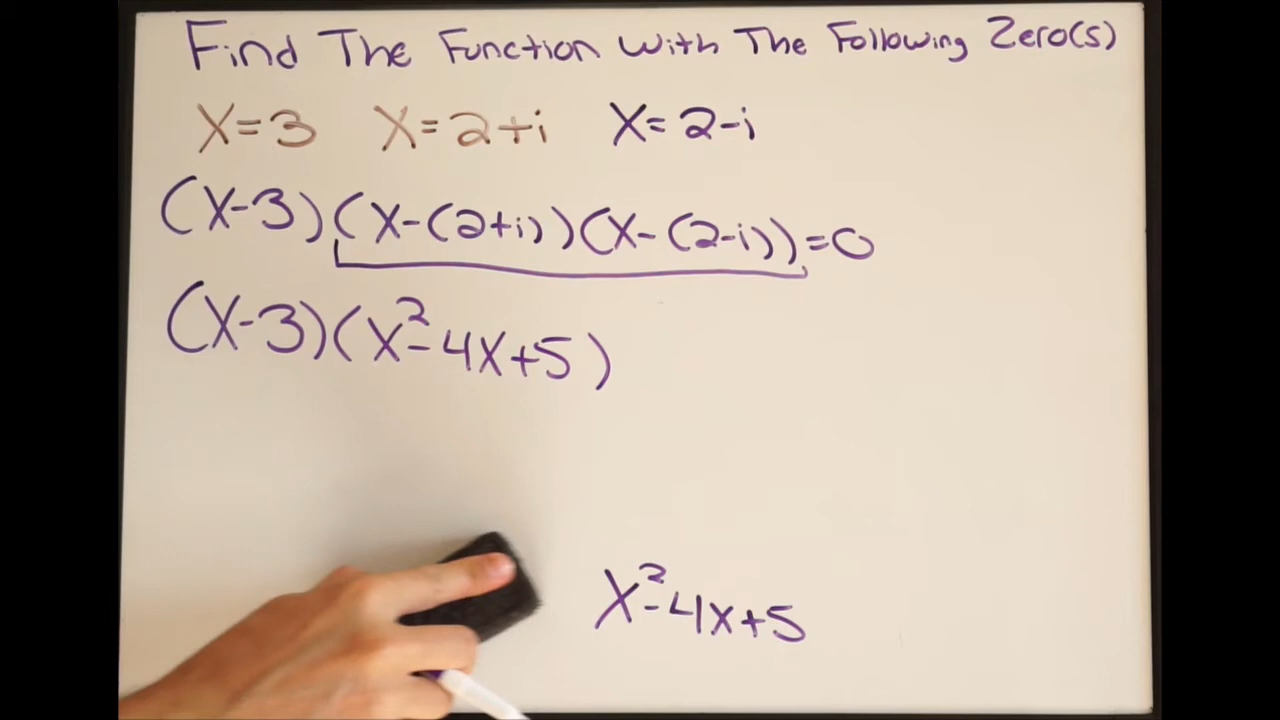 Find The Function With The Following Zero(s)
X=3 X=2+i X=2-i
(X-3)(X-(2+i))(X-(2-i))=0
(X-3)(X²-4X+5)
X²-4X+5